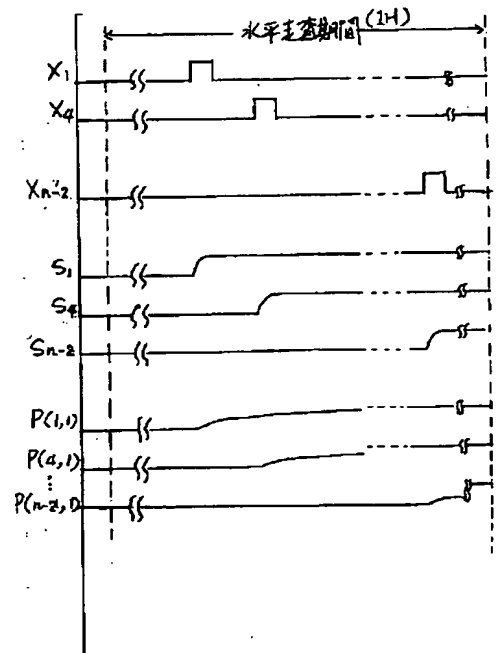 水平走査期間(1H)
X1
X4
Xn-2
S1
S4
Sn-2
P(1,1)
P(4,1)
⋮
P(n-2,1)